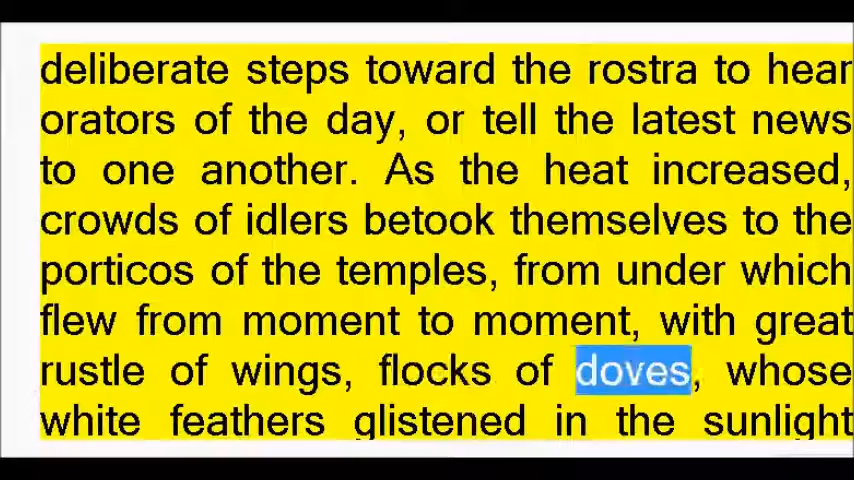 deliberate steps toward the rostra to hear
orators of the day, or tell the latest news
to one another. As the heat increased,
crowds of idlers betook themselves to the
porticos of the temples, from under which
flew from moment to moment, with great
rustle of wings, flocks of doves, whose
white feathers glistened in the sunlight